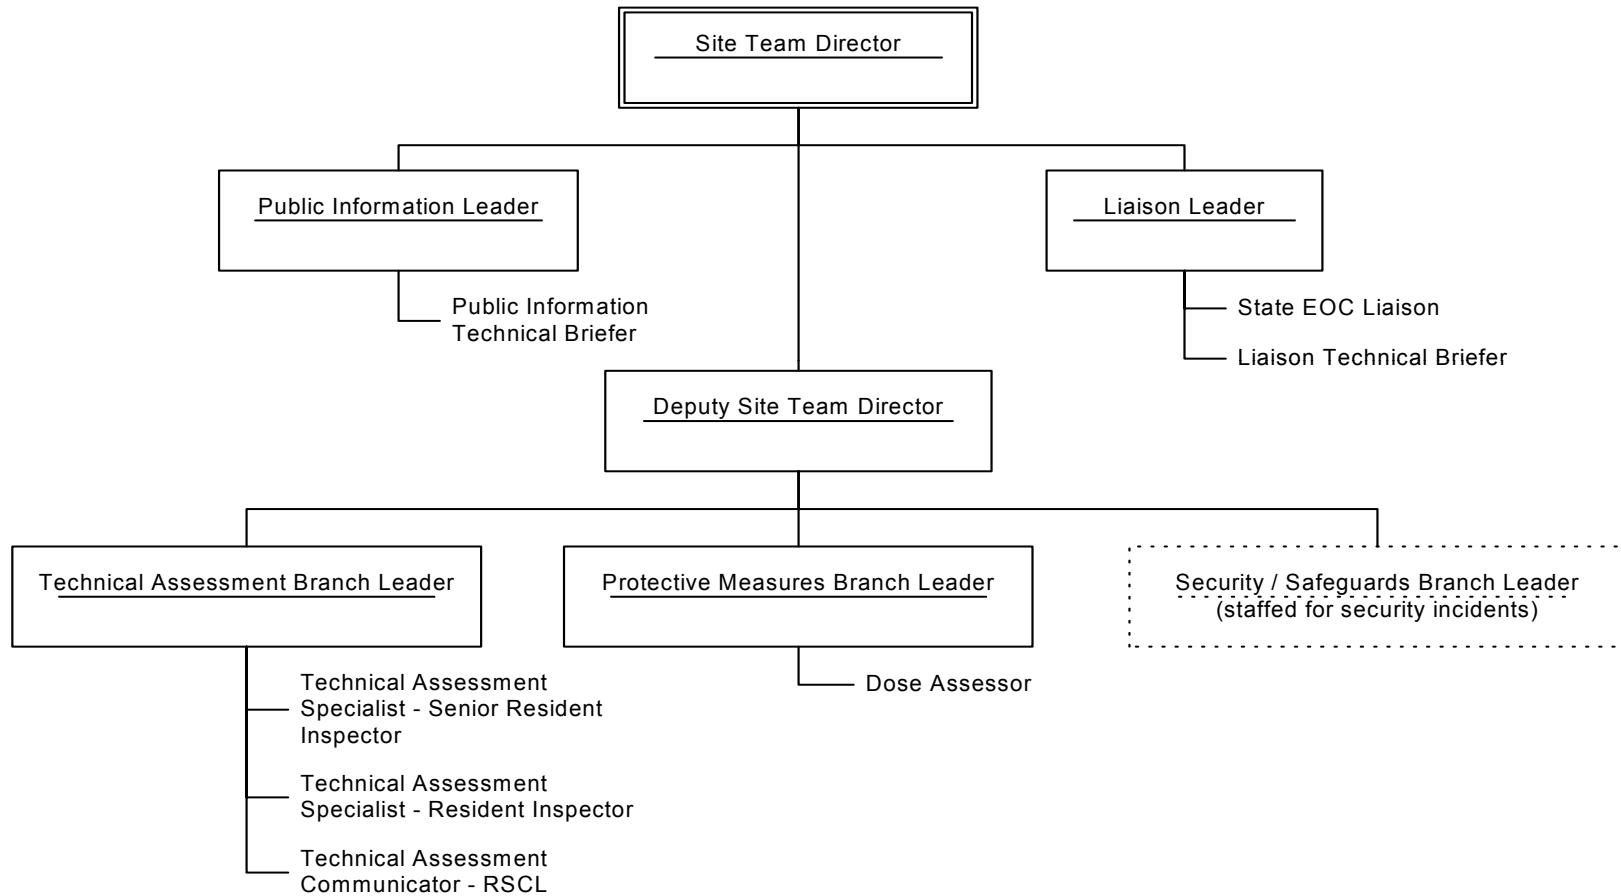 Site Team Director
Public Information Leader
Liaison Leader
Public Information
Technical Briefer
State EOC Liaison
Liaison Technical Briefer
Deputy Site Team Director
Technical Assessment Branch Leader
Protective Measures Branch Leader
Security / Safeguards Branch Leader
(staffed for security incidents)
Technical Assessment
Specialist - Senior Resident
Inspector
Dose Assessor
Technical Assessment
Specialist - Resident Inspector
Technical Assessment
Communicator - RSCL